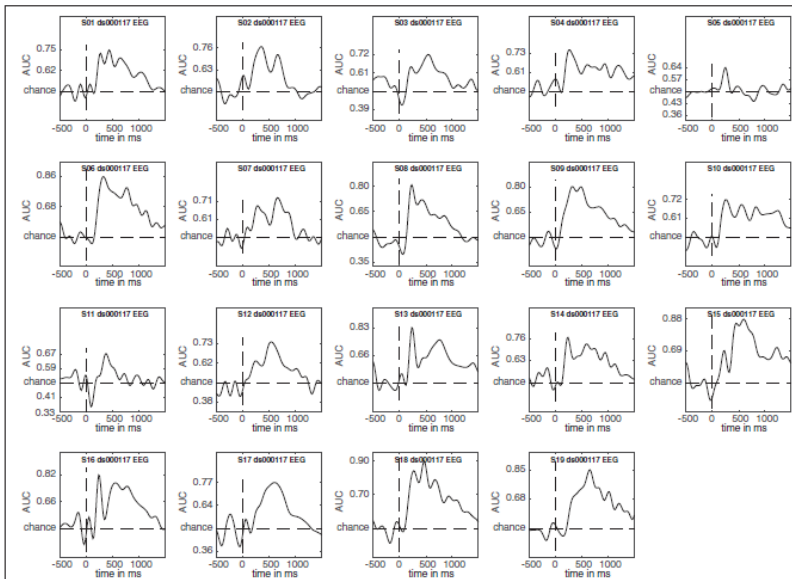 S01 ds000117 EEG
AUC
0.75
0.62
chance
-500 0 500 1000
time in ms
S02 ds000117 EEG
AUC
0.76
0.63
chance
-500 0 500 1000
time in ms
S03 ds000117 EEG
AUC
0.72
0.61
chance
0.39
-500 0 500 1000
time in ms
S04 ds000117 EEG
AUC
0.73
0.61
chance
-500 0 500 1000
time in ms
S05 ds000117 EEG
AUC
0.64
0.57
chance
0.43
0.36
-500 0 500 1000
time in ms
S06 ds000117 EEG
AUC
0.86
0.68
chance
-500 0 500 1000
time in ms
S07 ds000117 EEG
AUC
0.71
0.61
chance
-500 0 500 1000
time in ms
S08 ds000117 EEG
AUC
0.80
0.65
chance
0.35
-500 0 500 1000
time in ms
S09 ds000117 EEG
AUC
0.80
0.65
chance
-500 0 500 1000
time in ms
S10 ds000117 EEG
AUC
0.72
0.61
chance
-500 0 500 1000
time in ms
S11 ds000117 EEG
AUC
0.67
0.59
chance
0.41
0.33
-500 0 500 1000
time in ms
S12 ds000117 EEG
AUC
0.73
0.62
chance
0.38
-500 0 500 1000
time in ms
S13 ds000117 EEG
AUC
0.83
0.66
chance
-500 0 500 1000
time in ms
S14 ds000117 EEG
AUC
0.76
0.63
chance
-500 0 500 1000
time in ms
S15 ds000117 EEG
AUC
0.88
0.69
chance
-500 0 500 1000
time in ms
S16 ds000117 EEG
AUC
0.82
0.66
chance
-500 0 500 1000
time in ms
S17 ds000117 EEG
AUC
0.77
0.64
chance
0.36
-500 0 500 1000
time in ms
S18 ds000117 EEG
AUC
0.90
0.70
chance
-500 0 500 1000
time in ms
S19 ds000117 EEG
AUC
0.85
0.68
chance
-500 0 500 1000
time in ms